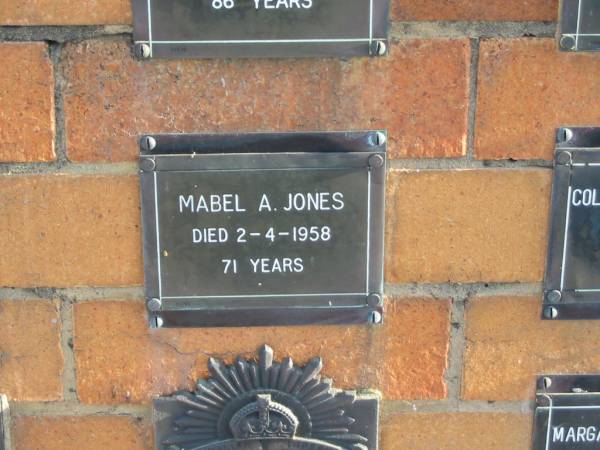 86 YEARS
MABEL A. JONES
DIED 2-4-1958
71 YEARS
COL
MARGA